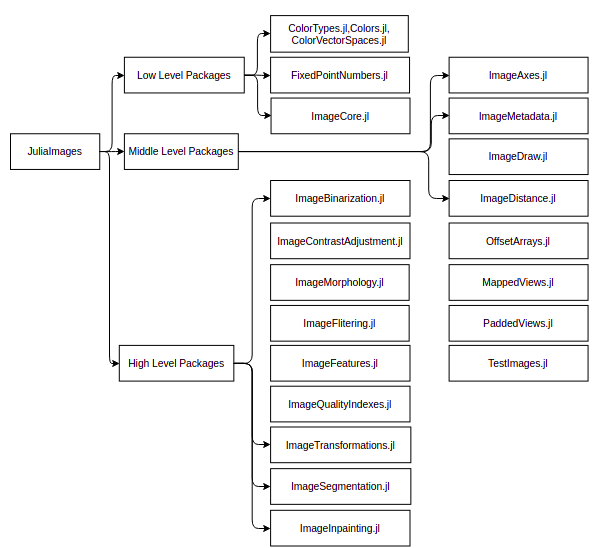 ColorTypes.jl,Colors.jl,
ColorVectorSpaces.jl
Low Level Packages
FixedPointNumbers.jl
ImageAxes.jl
ImageCore.jl
ImageMetadata.jl
JuliaImages
Middle Level Packages
ImageDraw.jl
ImageBinarization.jl
ImageDistance.jl
ImageContrastAdjustment.jl
OffsetArrays.jl
ImageMorphology.jl
MappedViews.jl
ImageFlitering.jl
PaddedViews.jl
High Level Packages
ImageFeatures.jl
TestImages.jl
ImageQualityIndexes.jl
ImageTransformations.jl
ImageSegmentation.jl
ImageInpainting.jl